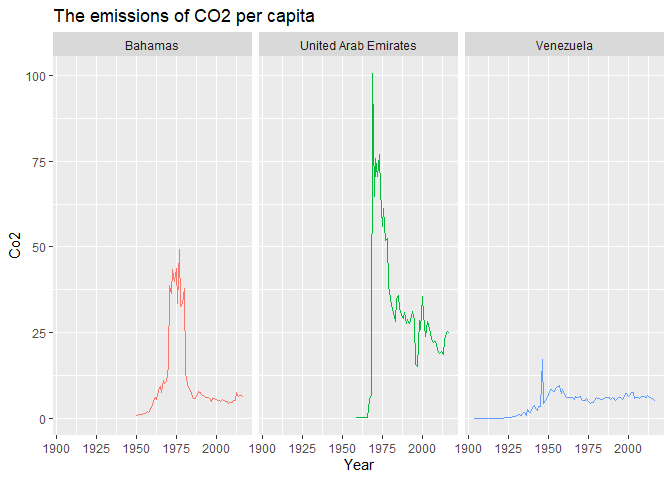 The emissions of CO2 per capita
Bahamas United Arab Emirates Venezuela
100
75
50
25
0
Co2
1900 1925 1950 1975 2000 1900 1925 1950 1975 2000 1900 1925 1950 1975 2000
Year